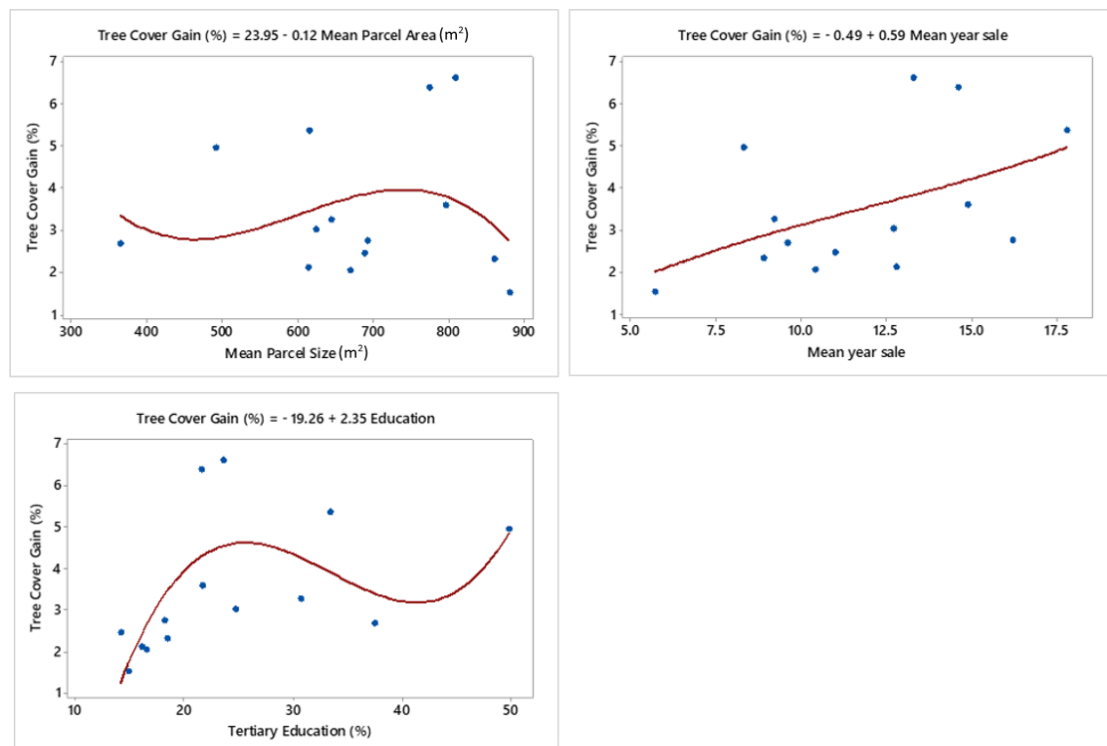 Tree Cover Gain (%) = 23.95 - 0.12 Mean Parcel Area (m²)
7
6
5
4
3
2
1
Tree Cover Gain (%)
300 400 500 600 700 800 900
Mean Parcel Size (m²)
Tree Cover Gain (%) = - 0.49 + 0.59 Mean year sale
7
6
5
4
3
2
1
Tree Cover Gain (%)
5.0 7.5 10.0 12.5 15.0 17.5
Mean year sale
Tree Cover Gain (%) = - 19.26 + 2.35 Education
7
6
5
4
3
2
1
Tree Cover Gain (%)
10 20 30 40 50
Tertiary Education (%)